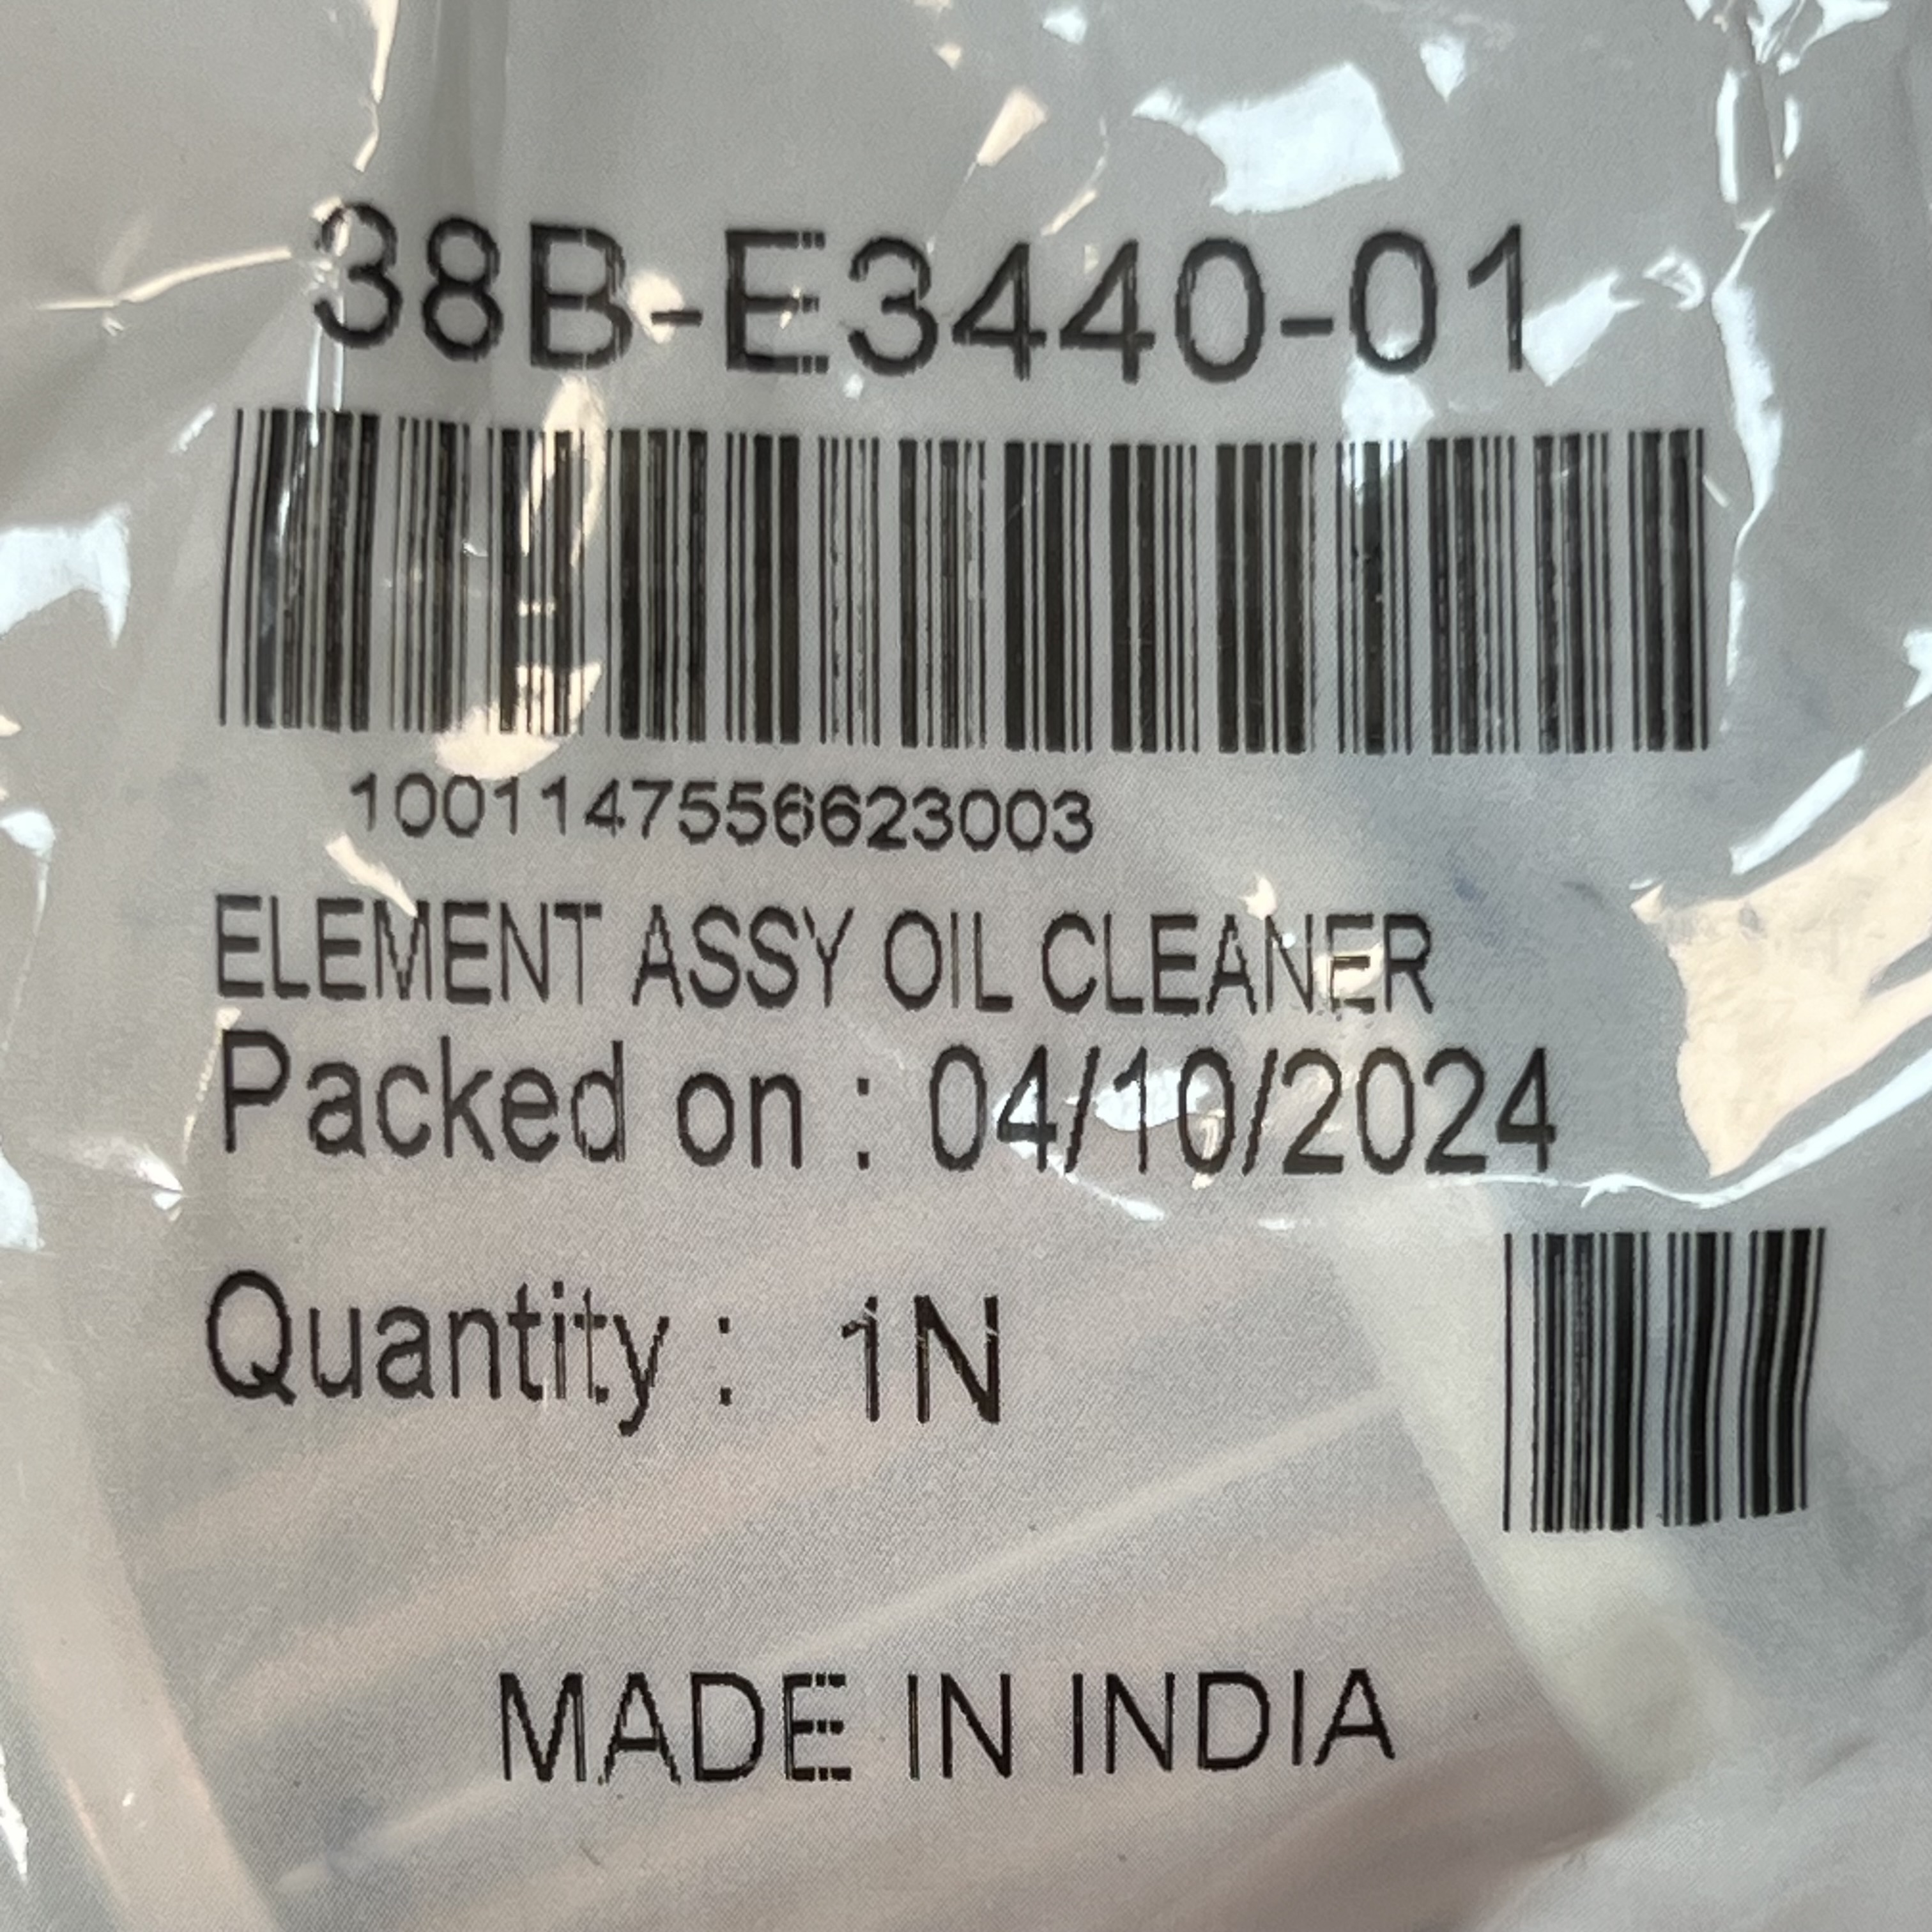 38B-E3440-01
1001147556623003
ELEMENT ASSY OIL CLEANER
Packed on : 04/10/2024
Quantity : 1N
MADE IN INDIA